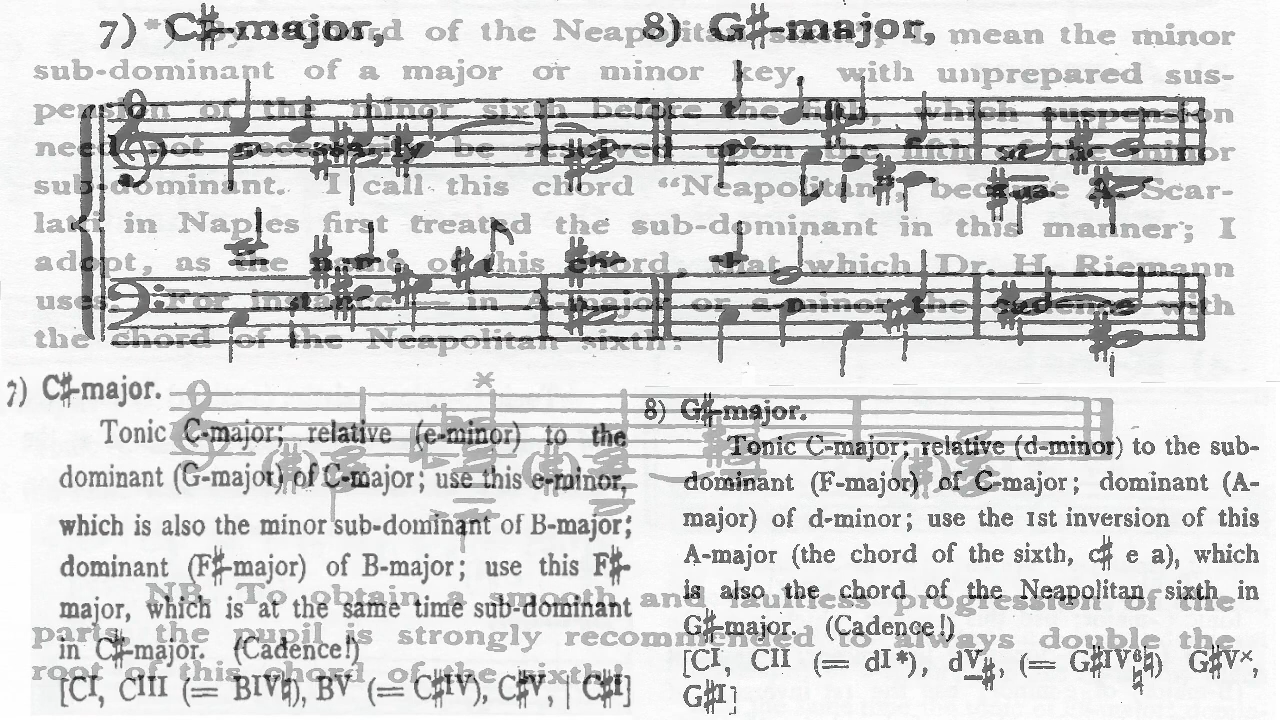 7) C♯-major,
8) G♯-major,
*) By chord of the Neapolitan sixth, I mean the minor
sub-dominant of a major or minor key, with unprepared sus-
pension of the minor sixth before the fifth, which suspension
need not necessarily be resolved upon the fifth of the minor
sub-dominant. I call this chord “Neapolitan”, because A. Scar-
latti in Naples first treated the sub-dominant in this manner; I
adopt, as the name of this chord, that which Dr. H. Riemann
uses. For instance — in A-major or a-minor the cadence with
the chord of the Neapolitan sixth:
7) C♯-major.
Tonic C-major; relative (e-minor) to the
dominant (G-major) of C-major; use this e-minor,
which is also the minor sub-dominant of B-major;
dominant (F♯-major) of B-major; use this F♯-
major, which is at the same time sub-dominant
in C♯-major. (Cadence!)
[CI, CIII (= BIV♮), BV (= C♯IV), C♯V, | C♯I]
8) G♯-major.
Tonic C-major; relative (d-minor) to the sub-
dominant (F-major) of C-major; dominant (A-
major) of d-minor; use the 1st inversion of this
A-major (the chord of the sixth, c♯ e a), which
is also the chord of the Neapolitan sixth in
G♯-major. (Cadence!)
[CI, CII (= dI*), dV♯, (= G♯IV6♮♮) G♯V×,
G♯I]
NB. To obtain a smooth and faultless progression of the
parts the pupil is strongly recommended to always double the
root of this chord of the sixth!